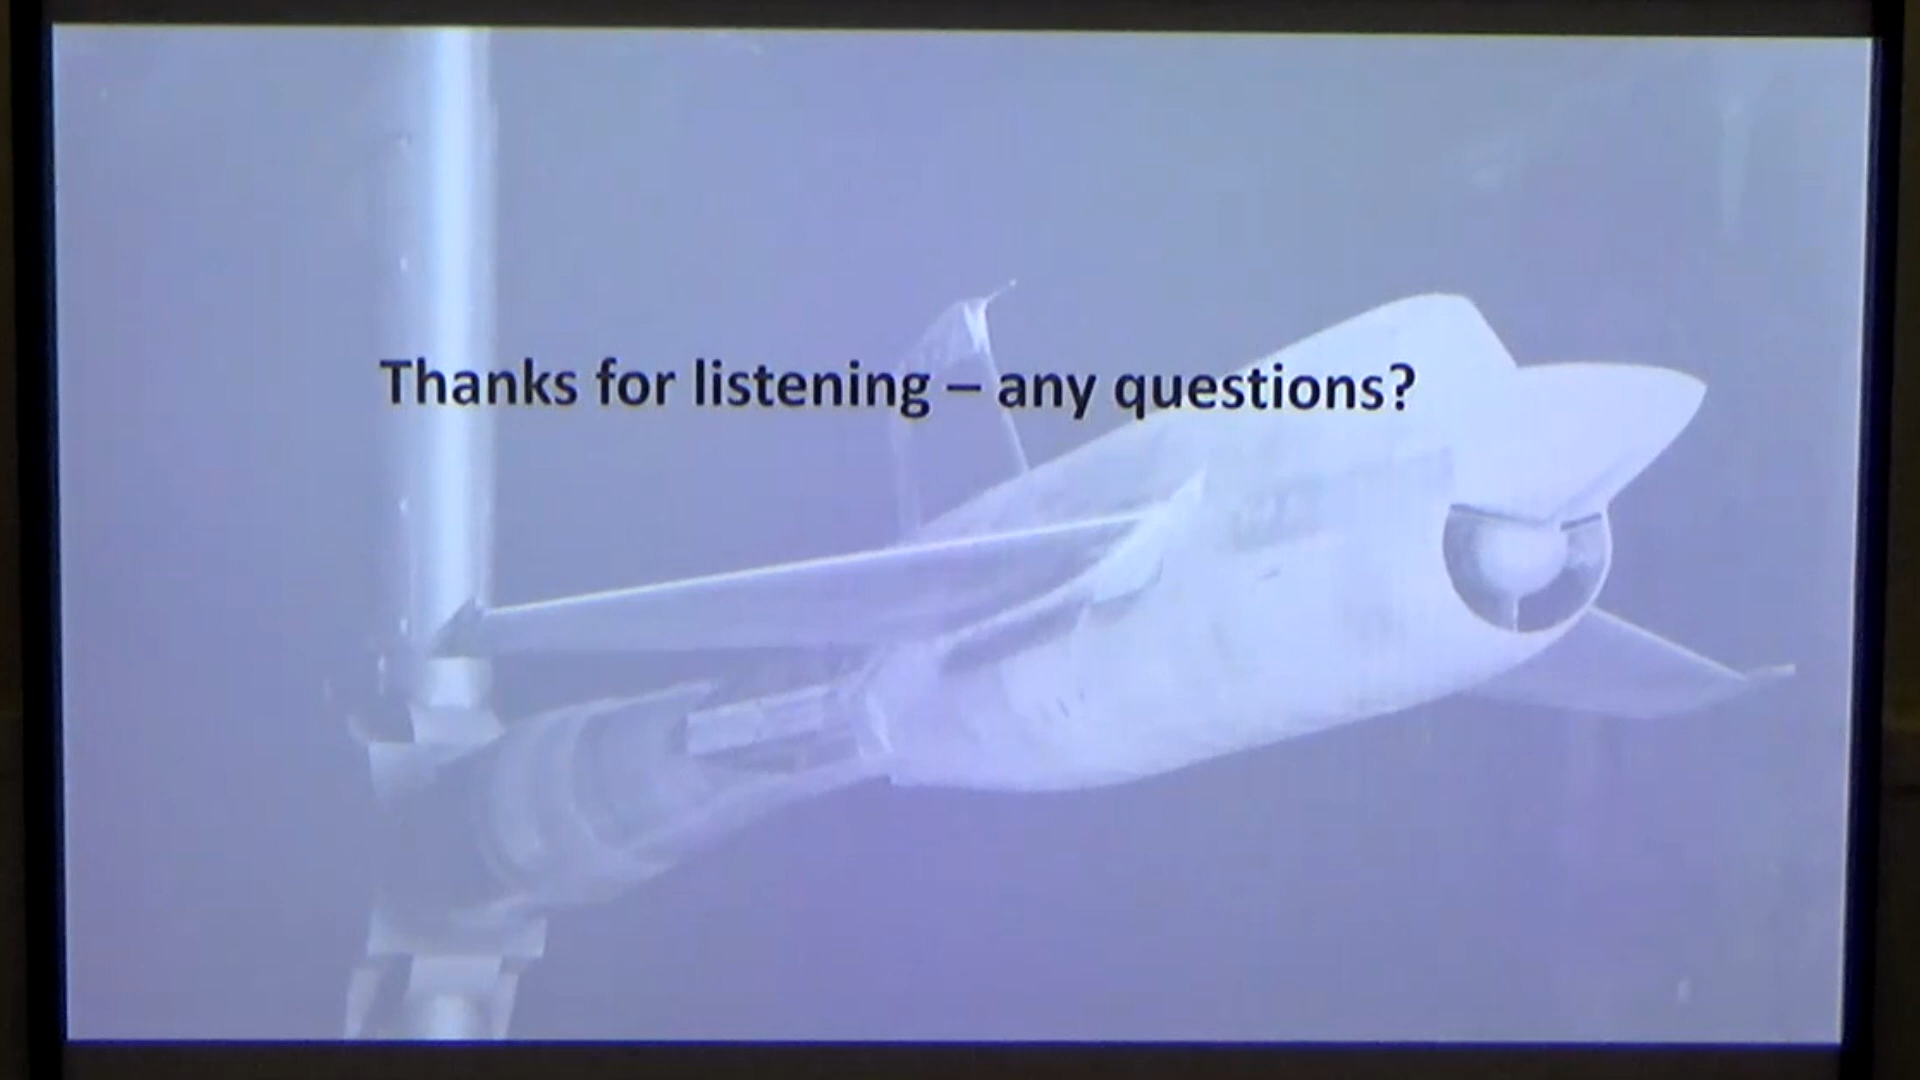 Thanks for listening – any questions?